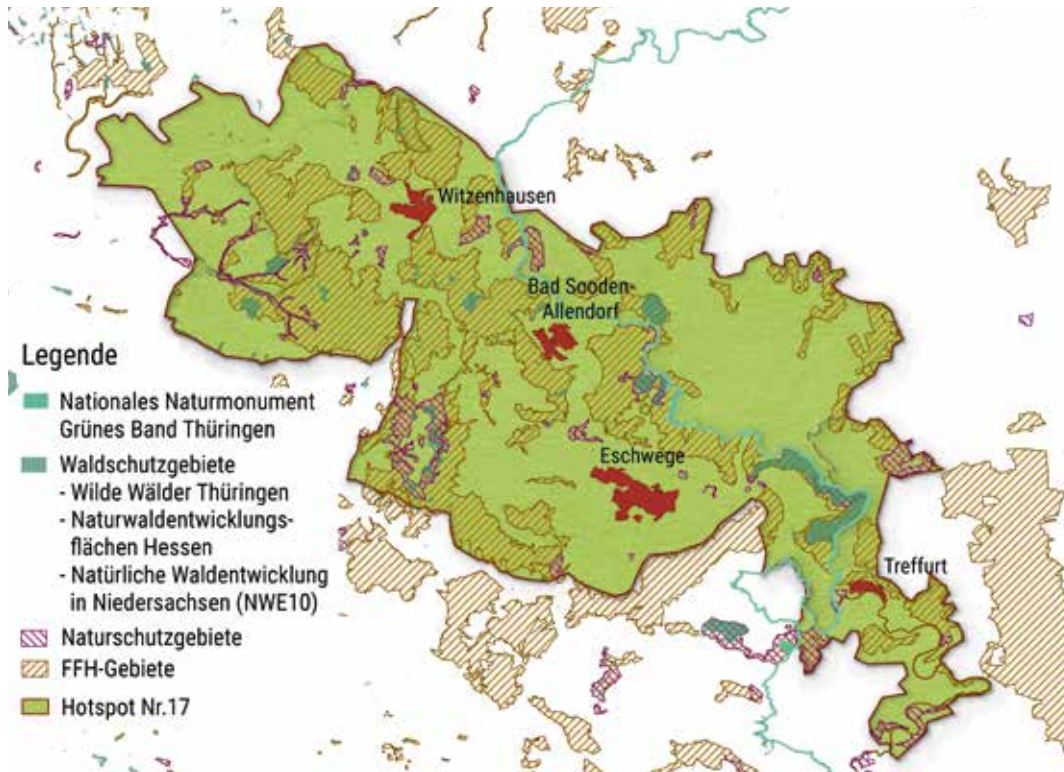 Witzenhausen
Bad Sooden-
Allendorf
Eschwege
Treffurt
Legende
Nationales Naturmonument
Grünes Band Thüringen
Waldschutzgebiete
- Wilde Wälder Thüringen
- Naturwaldentwicklungs-
flächen Hessen
- Natürliche Waldentwicklung
in Niedersachsen (NWE10)
Naturschutzgebiete
FFH-Gebiete
Hotspot Nr.17